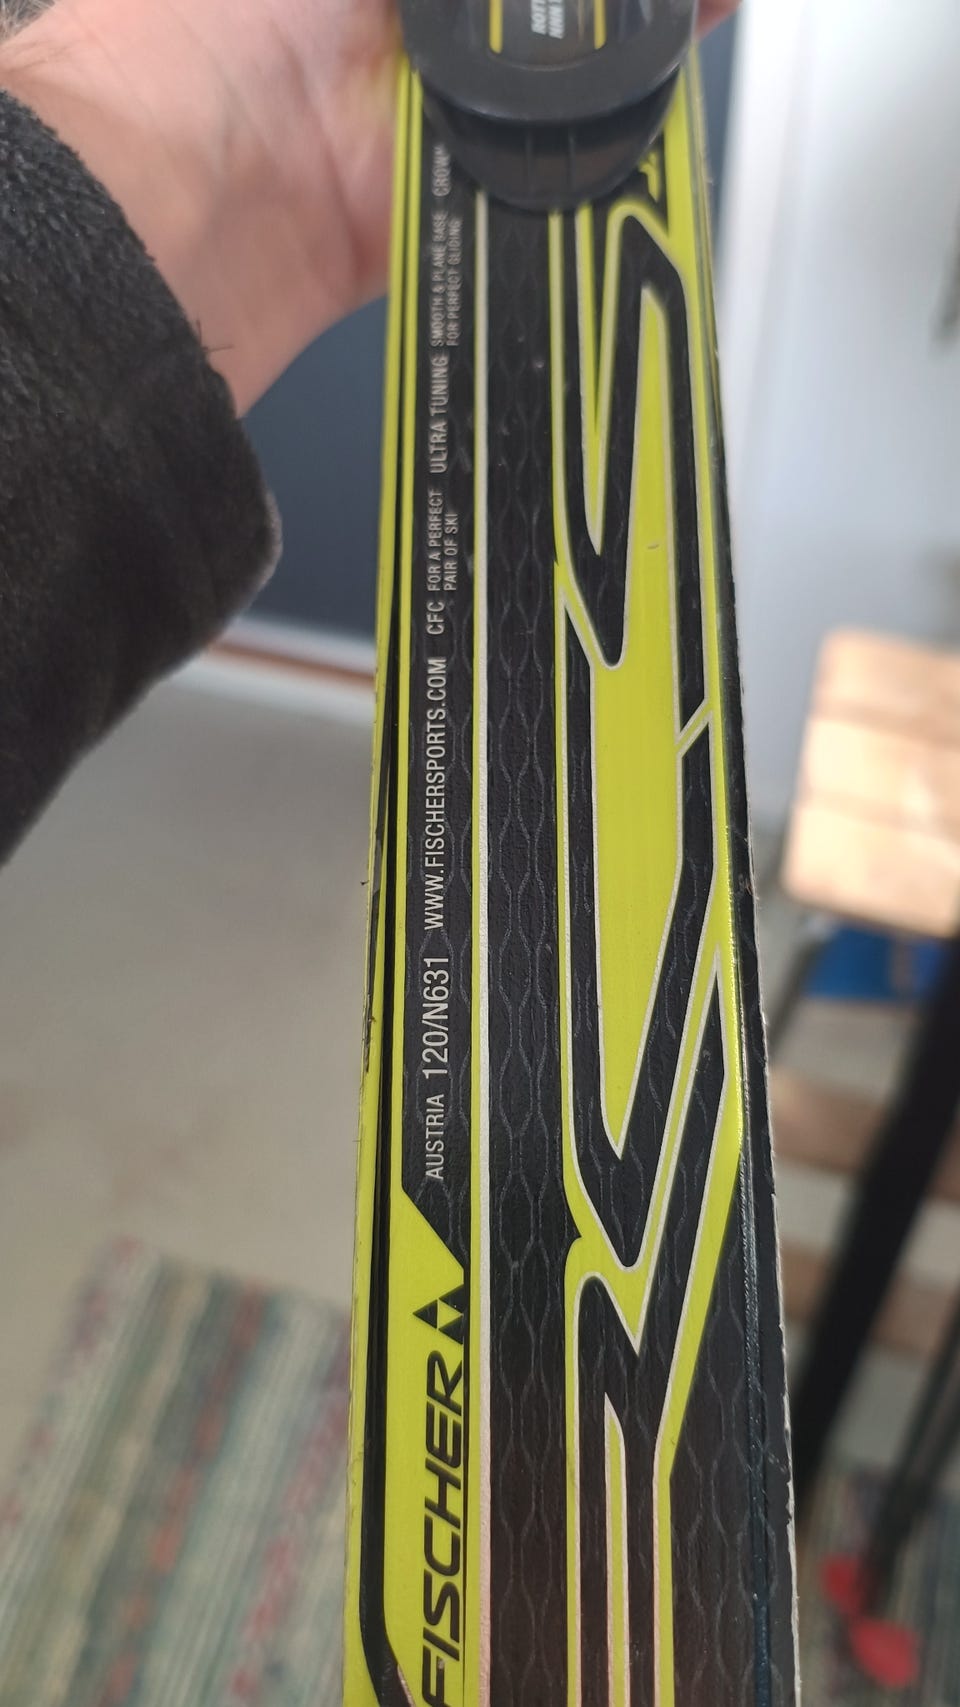 FISCHER
AUSTRIA 120/N631 WWW.FISCHERSPORTS.COM CFC FOR A PERFECT
PAIR OF SKI
ULTRA TUNING SMOOTH & PLANE BASE
FOR PERFECT GLIDING
CROWN